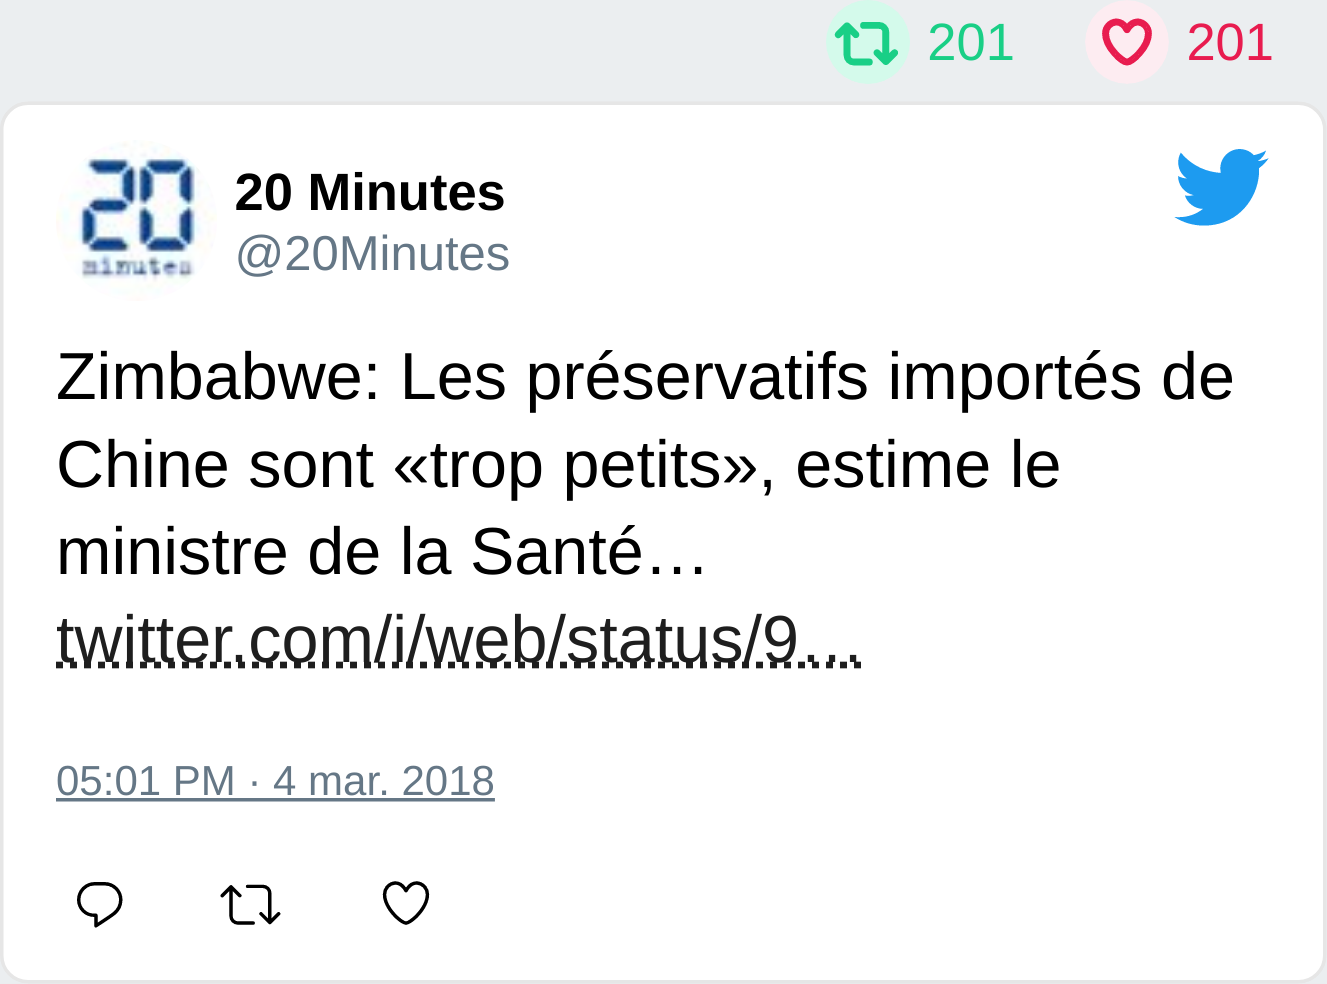 201 201
20
minutes
20 Minutes
@20Minutes
Zimbabwe: Les préservatifs importés de
Chine sont «trop petits», estime le
ministre de la Santé…
twitter.com/i/web/status/9…
05:01 PM · 4 mar. 2018